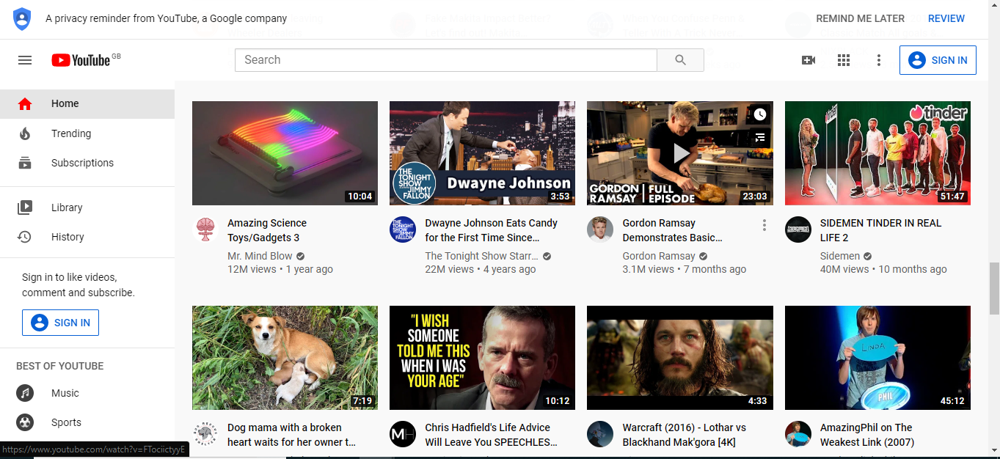 A privacy reminder from YouTube, a Google company
REMIND ME LATER
REVIEW
YouTube GB
Search
SIGN IN
Home
Trending
Subscriptions
Library
History
Sign in to like videos,
comment and subscribe.
SIGN IN
BEST OF YOUTUBE
Music
Sports
https://www.youtube.com/watch?v=FTociictyyE
10:04
Amazing Science
Toys/Gadgets 3
Mr. Mind Blow
12M views • 1 year ago
THE
TONIGHT
SHOW
JIMMY
FALLON
Dwayne Johnson
3:53
Dwayne Johnson Eats Candy
for the First Time Since...
The Tonight Show Starr...
22M views • 4 years ago
GORDON
RAMSAY
FULL
EPISODE
23:03
Gordon Ramsay
Demonstrates Basic...
Gordon Ramsay
3.1M views • 7 months ago
tinder
51:47
SIDEMEN TINDER IN REAL
LIFE 2
Sidemen
40M views • 10 months ago
7:19
Dog mama with a broken
heart waits for her owner t...
"I WISH
SOMEONE
TOLD ME THIS
WHEN I WAS
YOUR AGE"
10:12
MH
Chris Hadfield's Life Advice
Will Leave You SPEECHLES...
4:33
Warcraft (2016) - Lothar vs
Blackhand Mak'gora [4K]
LINDA
PHIL
45:12
AmazingPhil on The
Weakest Link (2007)